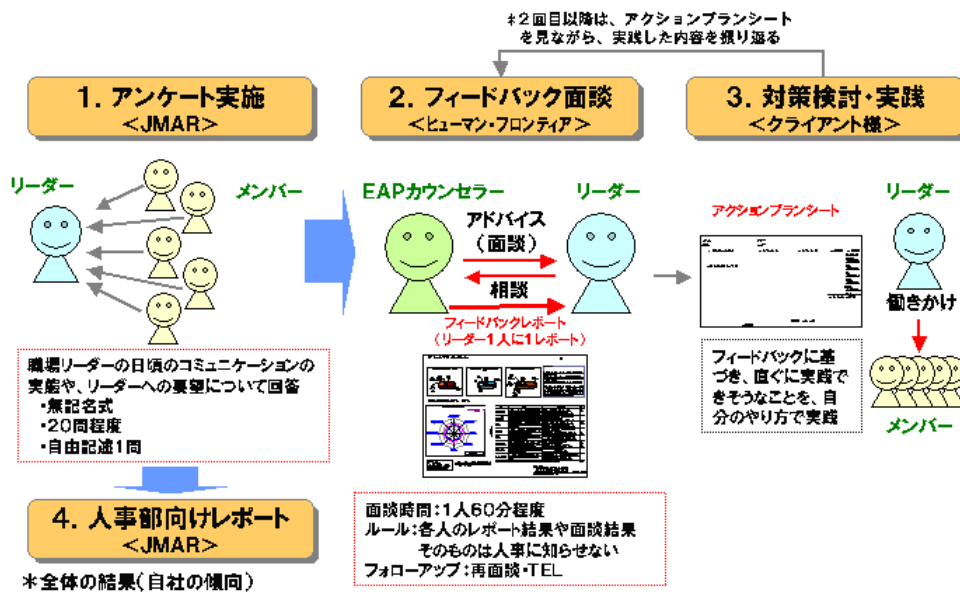 *2回目以降は、アクションプランシート
を見ながら、実践した内容を振り返る
1. アンケート実施
<JMAR>
2. フィードバック面談
<ヒューマン・フロンティア>
3. 対策検討・実践
<クライアント様>
リーダー
メンバー
EAPカウンセラー
リーダー
アドバイス
(面談)
相談
フィードバックレポート
(リーダー1人に1レポート)
アクションプランシート
リーダー
働きかけ
メンバー
職場リーダーの日頃のコミュニケーションの
実態や、リーダーへの要望について回答
・無記名式
・20問程度
・自由記述1問
フィードバックに基
づき、直ぐに実践で
きそうなことを、自
分のやり方で実践
4. 人事部向けレポート
<JMAR>
*全体の結果(自社の傾向)
面談時間:1人60分程度
ルール:各人のレポート結果や面談結果
そのものは人事に知らせない
フォローアップ:再面談・TEL